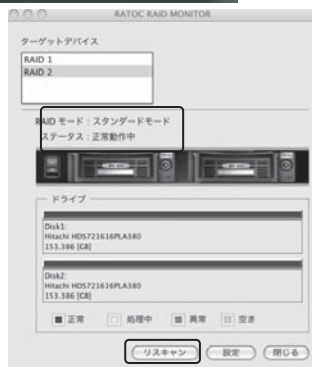 RATOC RAID MONITOR
ターゲットデバイス
RAID 1
RAID 2
RAID モード : スタンダードモード
ステータス : 正常動作中
ドライブ
Disk1:
Hitachi HDS721616PLA380
153.386 [GB]
Disk2:
Hitachi HDS721616PLA380
153.386 [GB]
正常 処理中 異常 空き
リスキャン 設定 閉じる